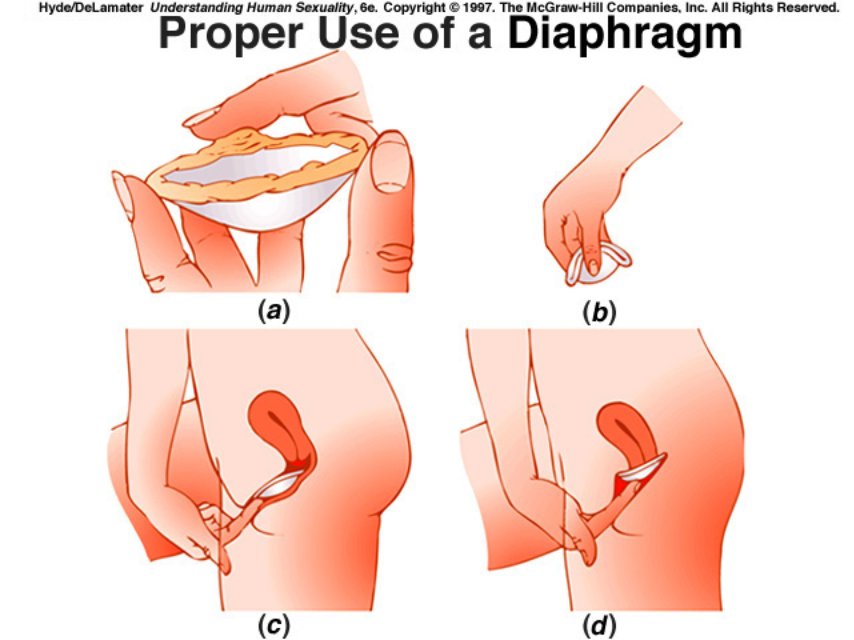 Hyde/DeLamater Understanding Human Sexuality, 6e. Copyright © 1997. The McGraw-Hill Companies, Inc. All Rights Reserved.
Proper Use of a Diaphragm
(a)
(b)
(c)
(d)